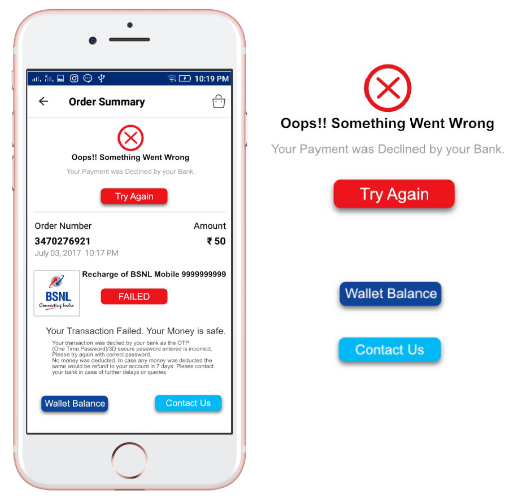 10:19 PM
Order Summary
Oops!! Something Went Wrong
Your Payment was Declined by your Bank.
Try Again
Order Number Amount
3470276921 ₹ 50
July 03, 2017 10:17 PM
Recharge of BSNL Mobile 9999999999
BSNL
Connecting India
FAILED
Your Transaction Failed. Your Money is safe.
Your transaction was declied by your bank as the OTP
(One Time Password)/3D secure password entered is incorrect.
Please try again with correct password.
No money was deducted. In case any money was deducted the
same would be refund to your account in 7 days. Please contact
your bank in case of further delays or queries.
Wallet Balance Contact Us
Oops!! Something Went Wrong
Your Payment was Declined by your Bank.
Try Again
Wallet Balance
Contact Us